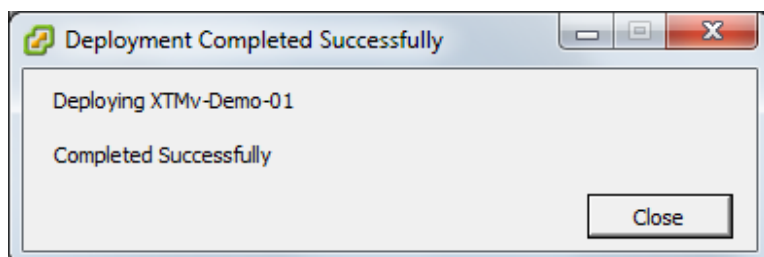 Deployment Completed Successfully
Deploying XTMv-Demo-01
Completed Successfully
Close